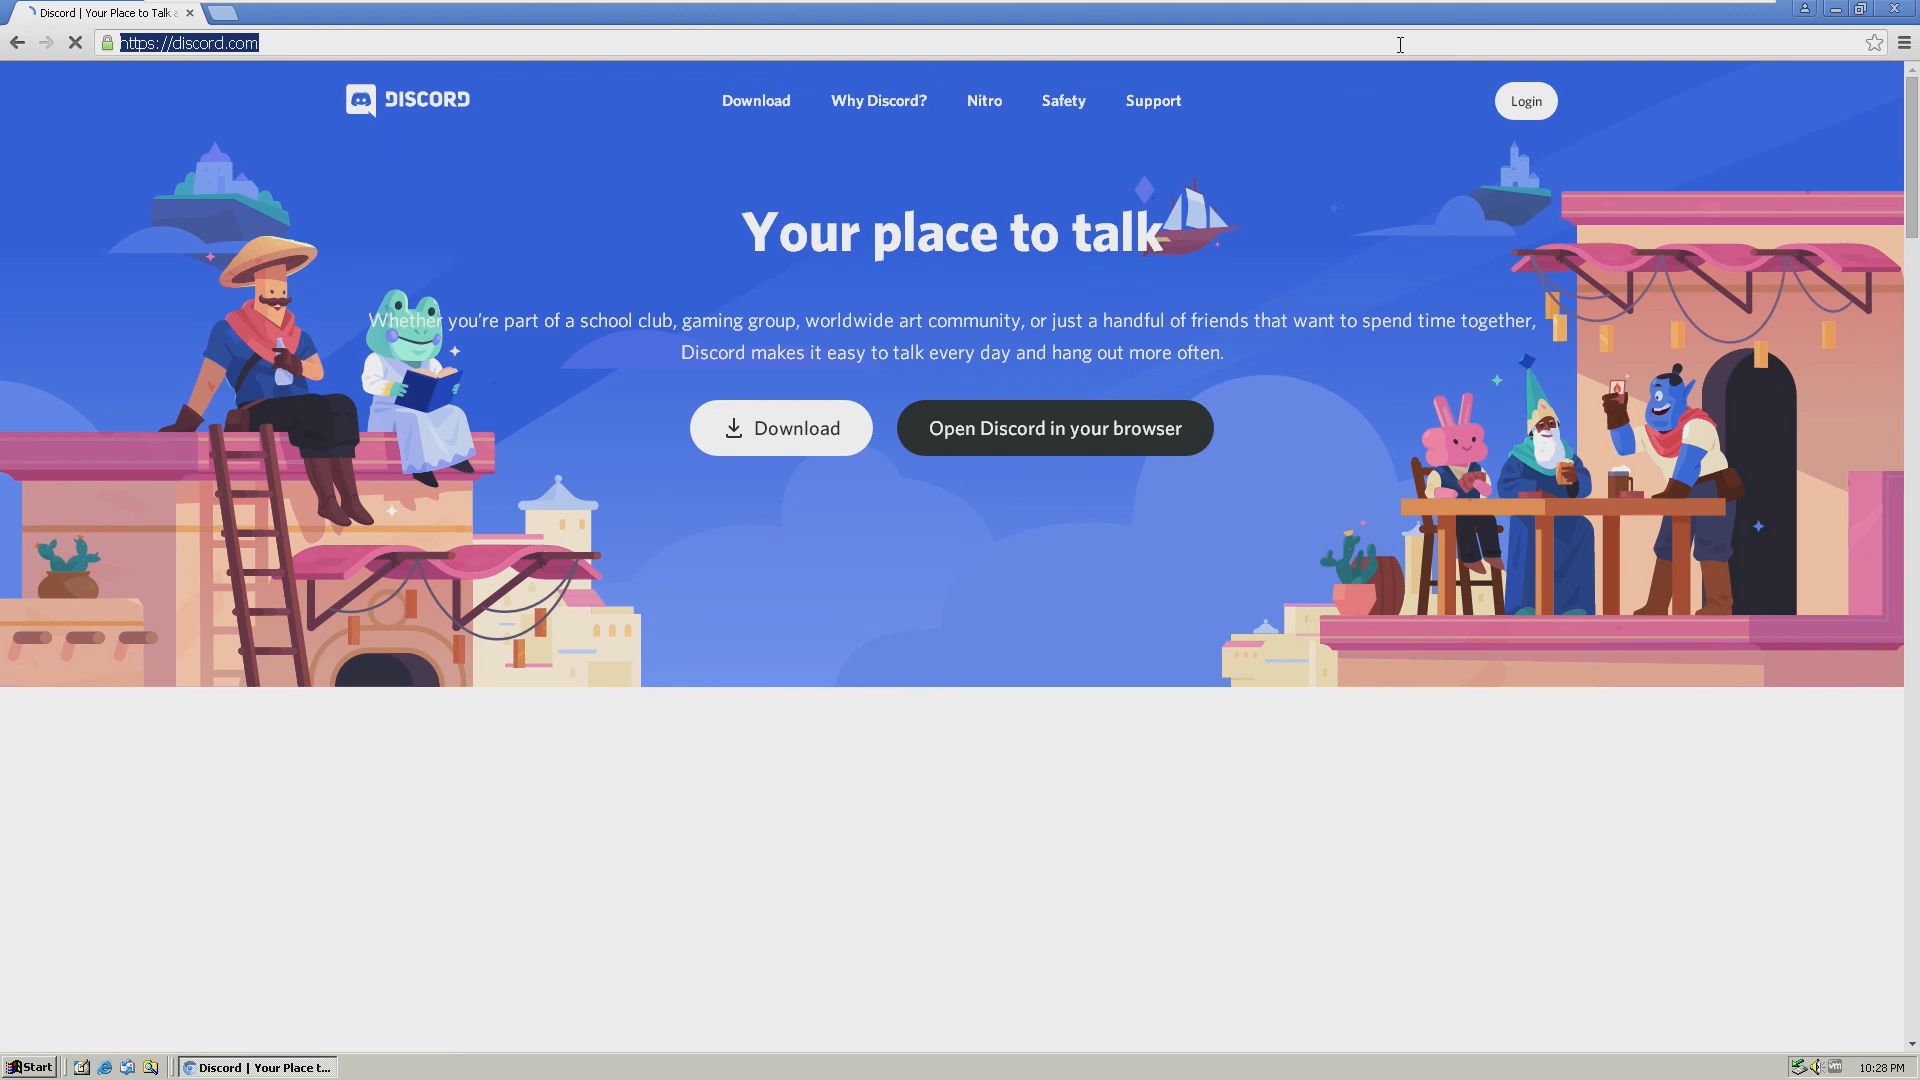 Discord | Your Place to Talk a
https://discord.com
DISCORD
Download
Why Discord?
Nitro
Safety
Support
Login
Your place to talk
Whether you're part of a school club, gaming group, worldwide art community, or just a handful of friends that want to spend time together,
Discord makes it easy to talk every day and hang out more often.
Download
Open Discord in your browser
Start
Discord | Your Place t...
vm
10:28 PM